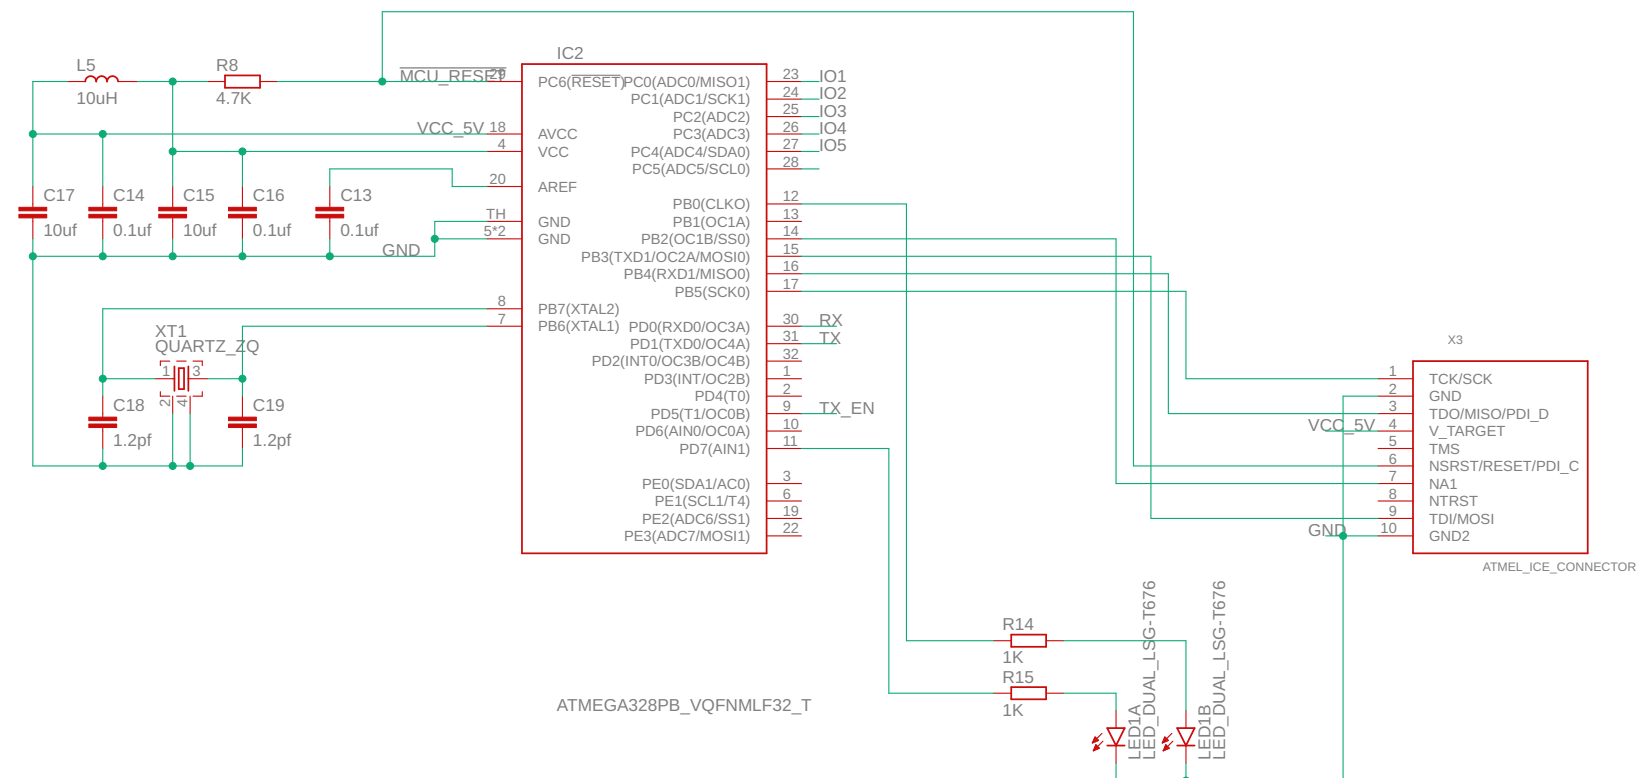 IC2
L5
10uH
R8
4.7K
MCU_RESET
29
PC6(RESET)
VCC_5V
18
AVCC
4
VCC
20
AREF
TH
GND
5*2
GND
GND
C17
10uf
C14
0.1uf
C15
10uf
C16
0.1uf
C13
0.1uf
8
PB7(XTAL2)
7
PB6(XTAL1)
XT1
QUARTZ_ZQ
1
3
2
4
C18
1.2pf
C19
1.2pf
PC0(ADC0/MISO1) 23 IO1
PC1(ADC1/SCK1) 24 IO2
PC2(ADC2) 25 IO3
PC3(ADC3) 26 IO4
PC4(ADC4/SDA0) 27 IO5
PC5(ADC5/SCL0) 28
PB0(CLKO) 12
PB1(OC1A) 13
PB2(OC1B/SS0) 14
PB3(TXD1/OC2A/MOSI0) 15
PB4(RXD1/MISO0) 16
PB5(SCK0) 17
PD0(RXD0/OC3A) 30 RX
PD1(TXD0/OC4A) 31 TX
PD2(INT0/OC3B/OC4B) 32
PD3(INT/OC2B) 1
PD4(T0) 2
PD5(T1/OC0B) 9 TX_EN
PD6(AIN0/OC0A) 10
PD7(AIN1) 11
PE0(SDA1/AC0) 3
PE1(SCL1/T4) 6
PE2(ADC6/SS1) 19
PE3(ADC7/MOSI1) 22
ATMEGA328PB_VQFNMLF32_T
X3
1 TCK/SCK
2 GND
3 TDO/MISO/PDI_D
VCC_5V 4 V_TARGET
5 TMS
6 NSRST/RESET/PDI_C
7 NA1
8 NTRST
9 TDI/MOSI
GND 10 GND2
ATMEL_ICE_CONNECTOR
R14
1K
R15
1K
LED1A
LED_DUAL_LSG-T676
LED1B
LED_DUAL_LSG-T676